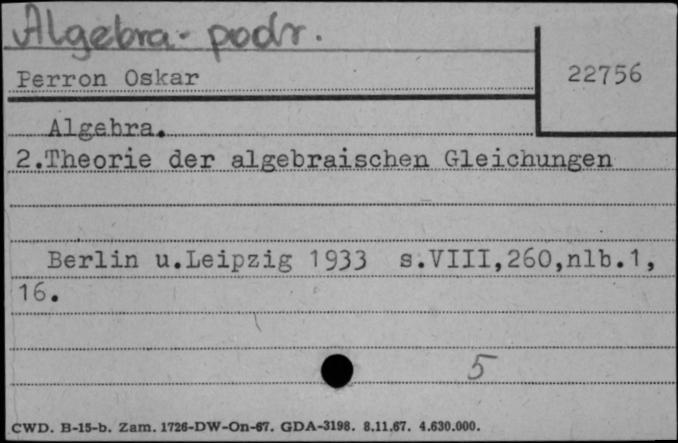 Algebra - podr.
Perron Oskar
22756
Algebra.
2.Theorie der algebraischen Gleichungen
Berlin u.Leipzig 1933 s.VIII,260,nlb.1,
16.
5
CWD. B-15-b. Zam. 1726-DW-On-67. GDA-3198. 8.11.67. 4.630.000.